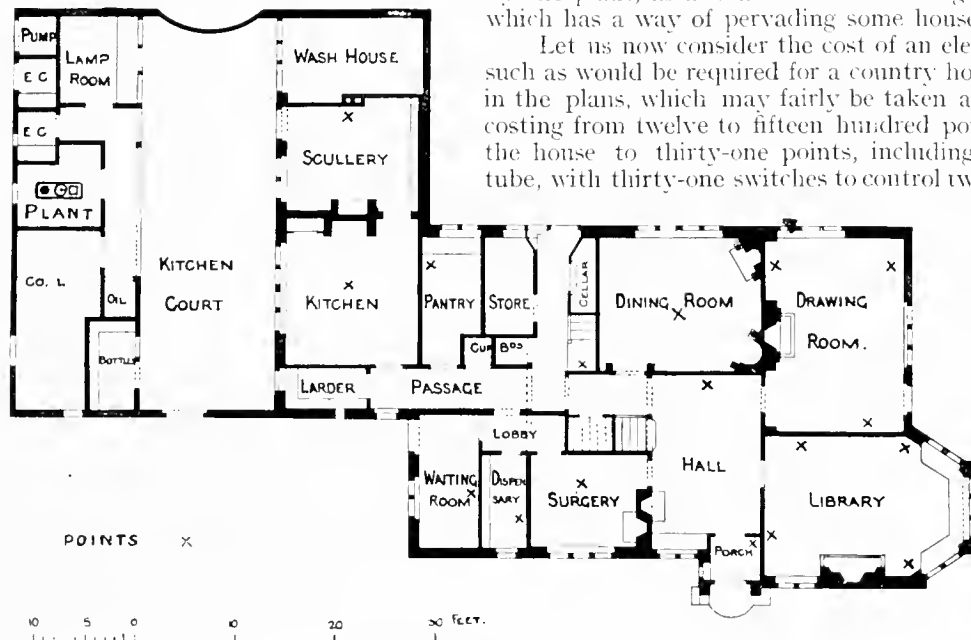 which has a way of pervading some house
Let us now consider the cost of an ele
such as would be required for a country ho
in the plans, which may fairly be taken a
costing from twelve to fifteen hundred po
the house to thirty-one points, including
tube, with thirty-one switches to control tw
PUMP
E C
LAMP
ROOM
WASH HOUSE
E C
SCULLERY
PLANT
KITCHEN
COURT
OIL
BOTTLES
KITCHEN
PANTRY
STORE
CELLAR
DINING ROOM
DRAWING
ROOM.
CUP
BDS
LARDER
PASSAGE
LOBBY
HALL
WAITING
ROOM
DISPEN
SARY
SURGERY
LIBRARY
PORCH
POINTS X
10 5 0 10 20 30 FEET.